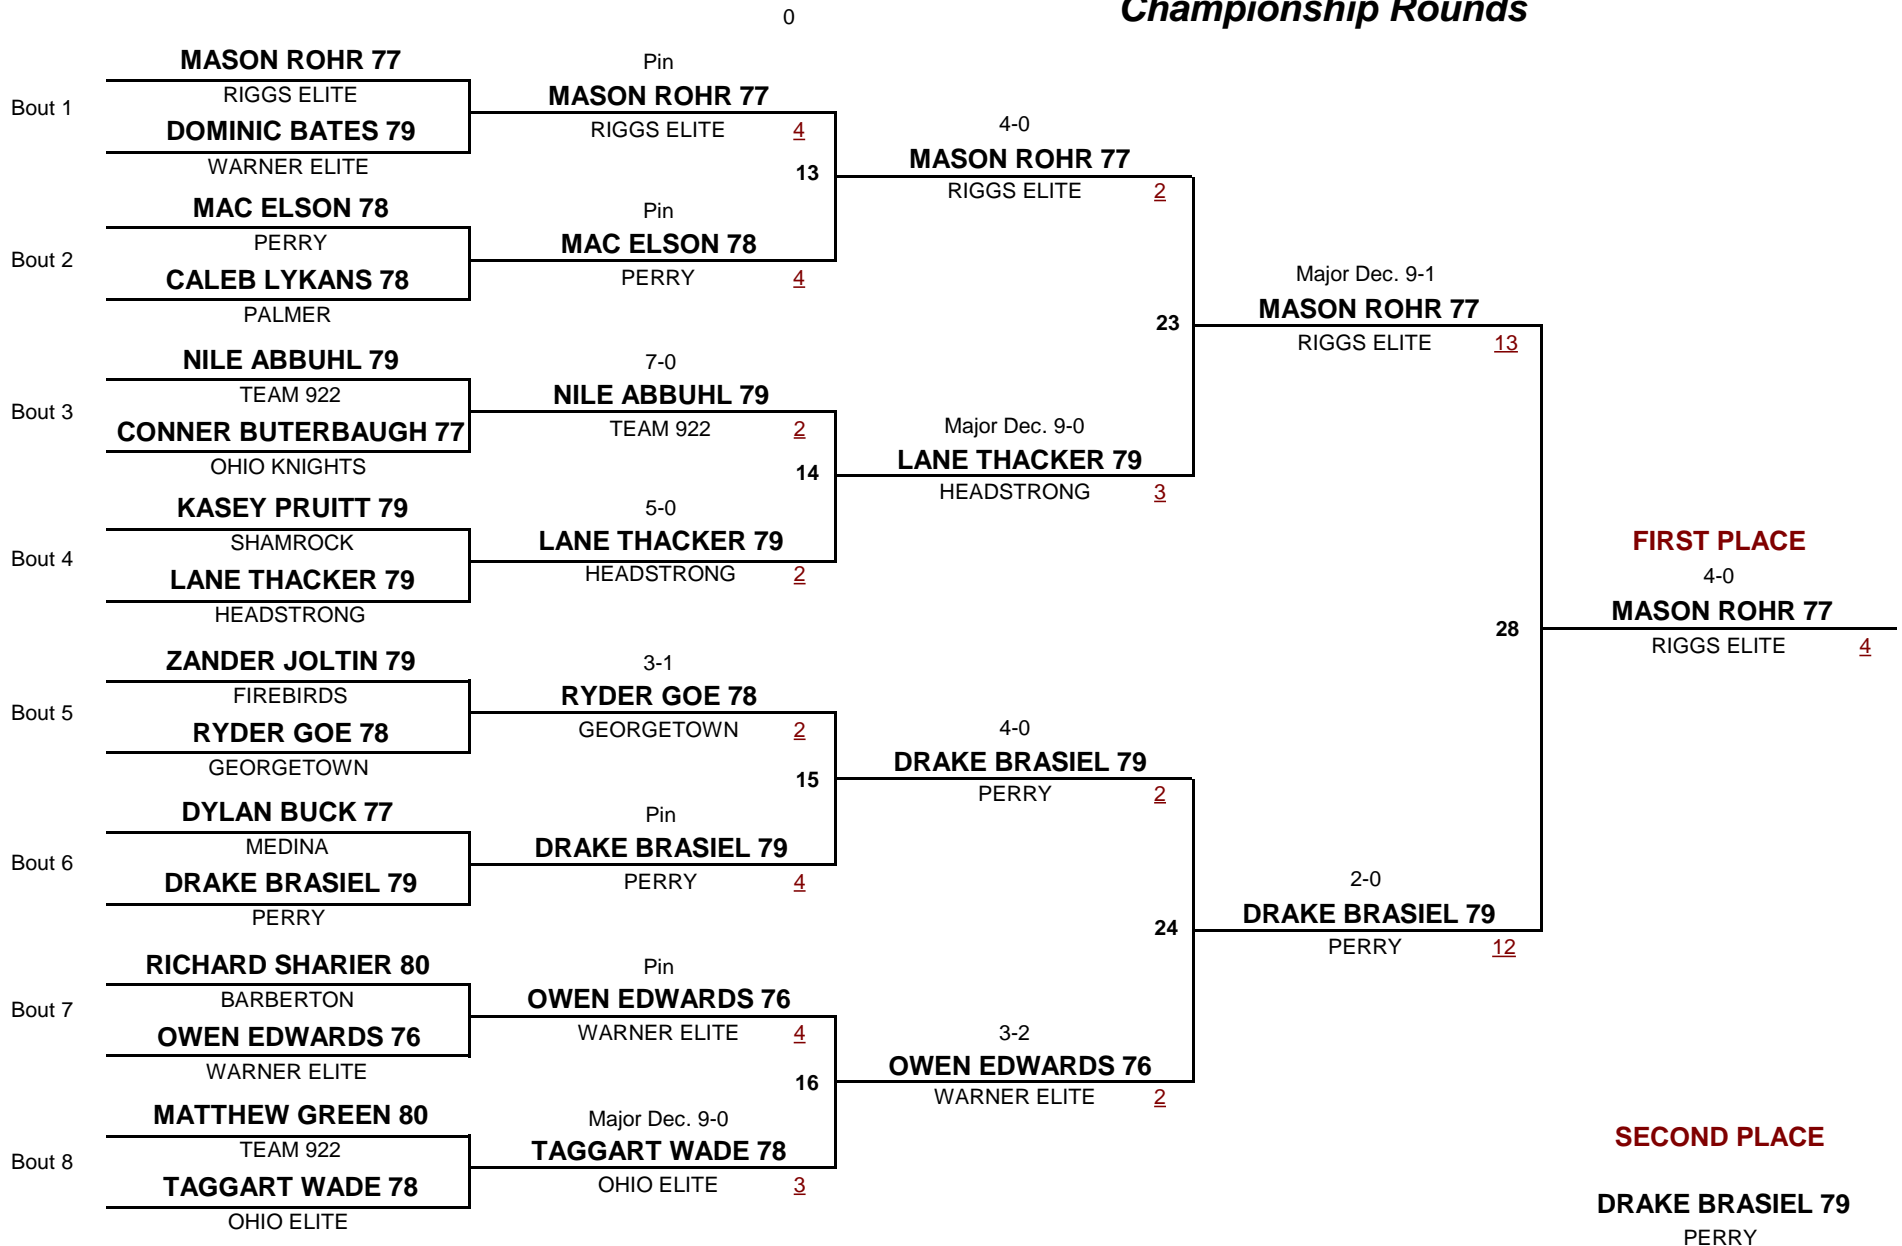 0
Championship Rounds
Bout 1
MASON ROHR 77
RIGGS ELITE
DOMINIC BATES 79
WARNER ELITE
Bout 2
MAC ELSON 78
PERRY
CALEB LYKANS 78
PALMER
Bout 3
NILE ABBUHL 79
TEAM 922
CONNER BUTERBAUGH 77
OHIO KNIGHTS
Bout 4
KASEY PRUITT 79
SHAMROCK
LANE THACKER 79
HEADSTRONG
Bout 5
ZANDER JOLTIN 79
FIREBIRDS
RYDER GOE 78
GEORGETOWN
Bout 6
DYLAN BUCK 77
MEDINA
DRAKE BRASIEL 79
PERRY
Bout 7
RICHARD SHARIER 80
BARBERTON
OWEN EDWARDS 76
WARNER ELITE
Bout 8
MATTHEW GREEN 80
TEAM 922
TAGGART WADE 78
OHIO ELITE
Pin
MASON ROHR 77
RIGGS ELITE 4
13
Pin
MAC ELSON 78
PERRY 4
7-0
NILE ABBUHL 79
TEAM 922 2
14
5-0
LANE THACKER 79
HEADSTRONG 2
3-1
RYDER GOE 78
GEORGETOWN 2
15
Pin
DRAKE BRASIEL 79
PERRY 4
Pin
OWEN EDWARDS 76
WARNER ELITE 4
16
Major Dec. 9-0
TAGGART WADE 78
OHIO ELITE 3
4-0
MASON ROHR 77
RIGGS ELITE 2
23
Major Dec. 9-0
LANE THACKER 79
HEADSTRONG 3
4-0
DRAKE BRASIEL 79
PERRY 2
24
3-2
OWEN EDWARDS 76
WARNER ELITE 2
Major Dec. 9-1
MASON ROHR 77
RIGGS ELITE 13
28
2-0
DRAKE BRASIEL 79
PERRY 12
FIRST PLACE
4-0
MASON ROHR 77
RIGGS ELITE 4
SECOND PLACE
DRAKE BRASIEL 79
PERRY